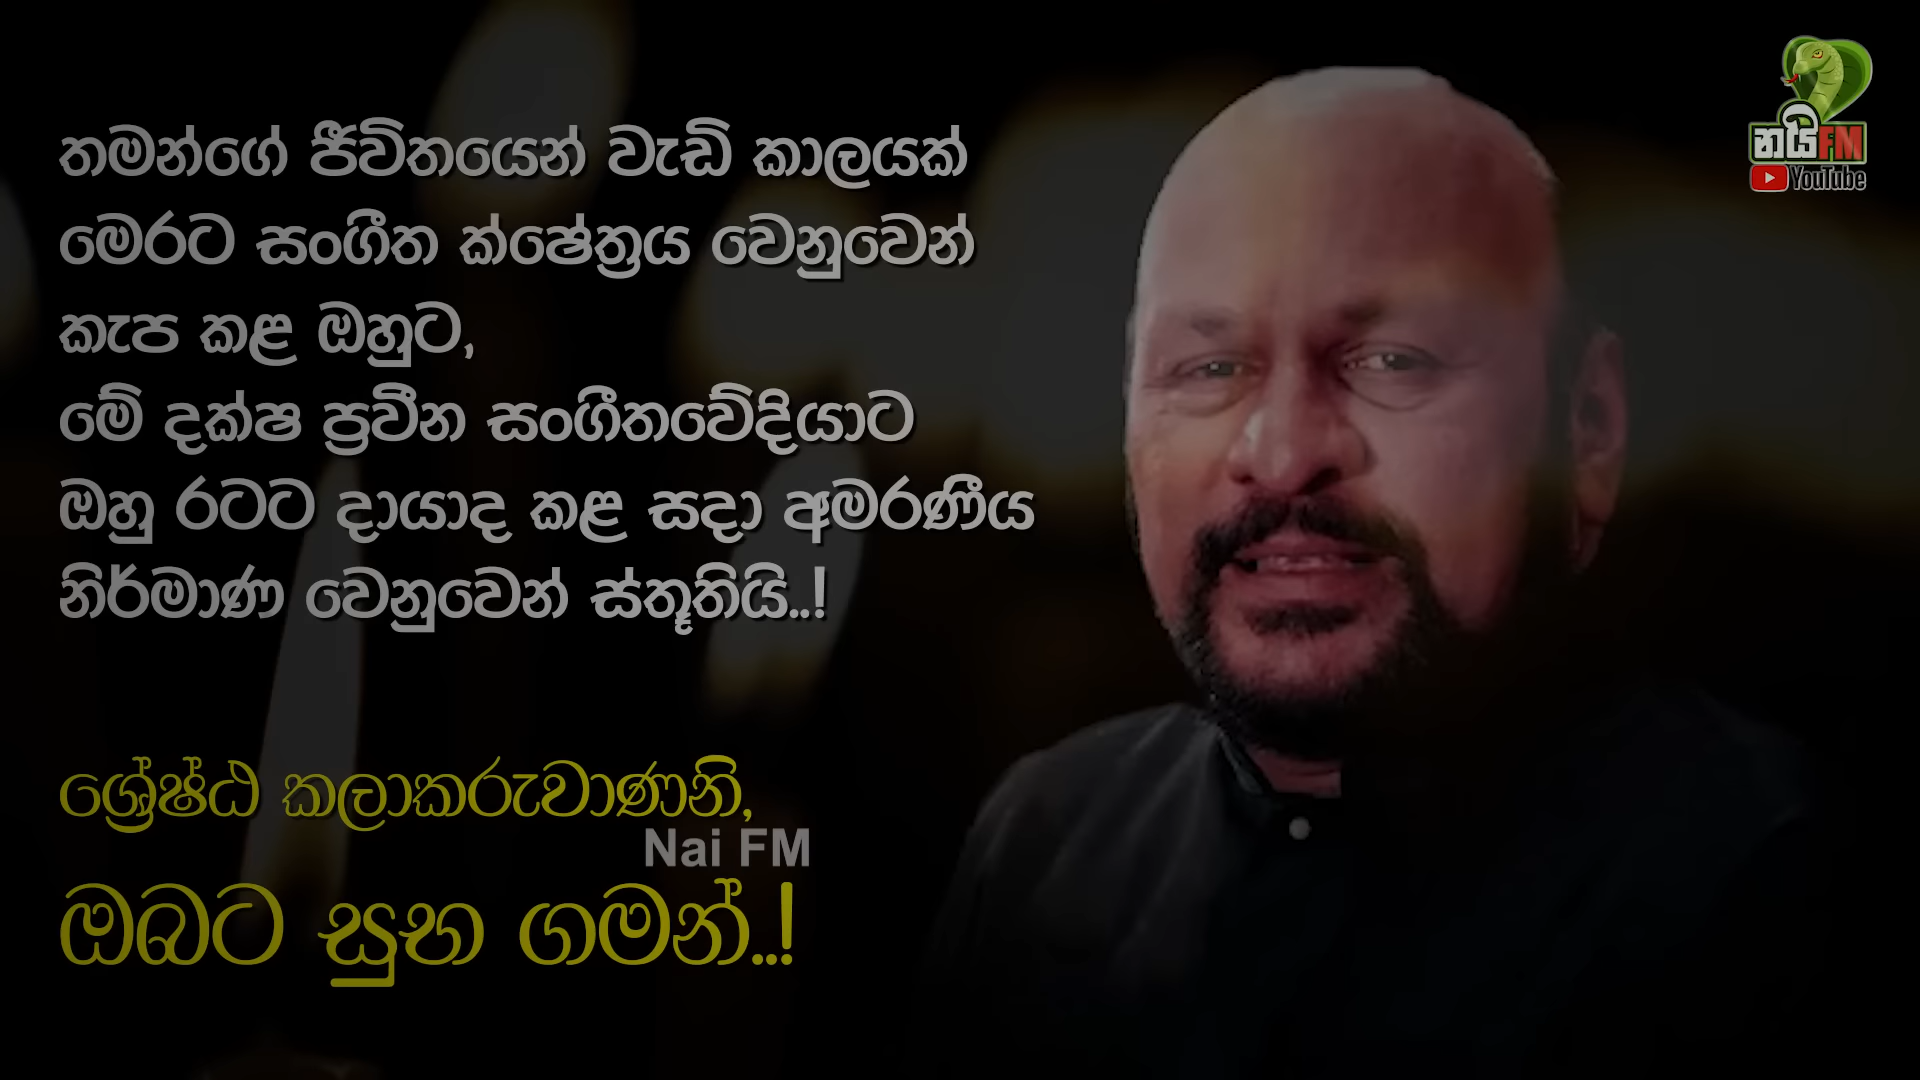 තමන්ගේ ජීවිතයෙන් වැඩි කාලයක්
මෙරට සංගීත ක්ෂේත්‍රය වෙනුවෙන්
කැප කළ ඔහුට,
මේ දක්ෂ ප්‍රවීන සංගීතවේදියාට
ඔහු රටට දායාද කළ සදා අමරණීය
නිර්මාණ වෙනුවෙන් ස්තූතියි..!
ශ්‍රේෂ්ඨ කලාකරුවාණනි,
Nai FM
ඔබට සුභ ගමන්..!
නයි FM
YouTube